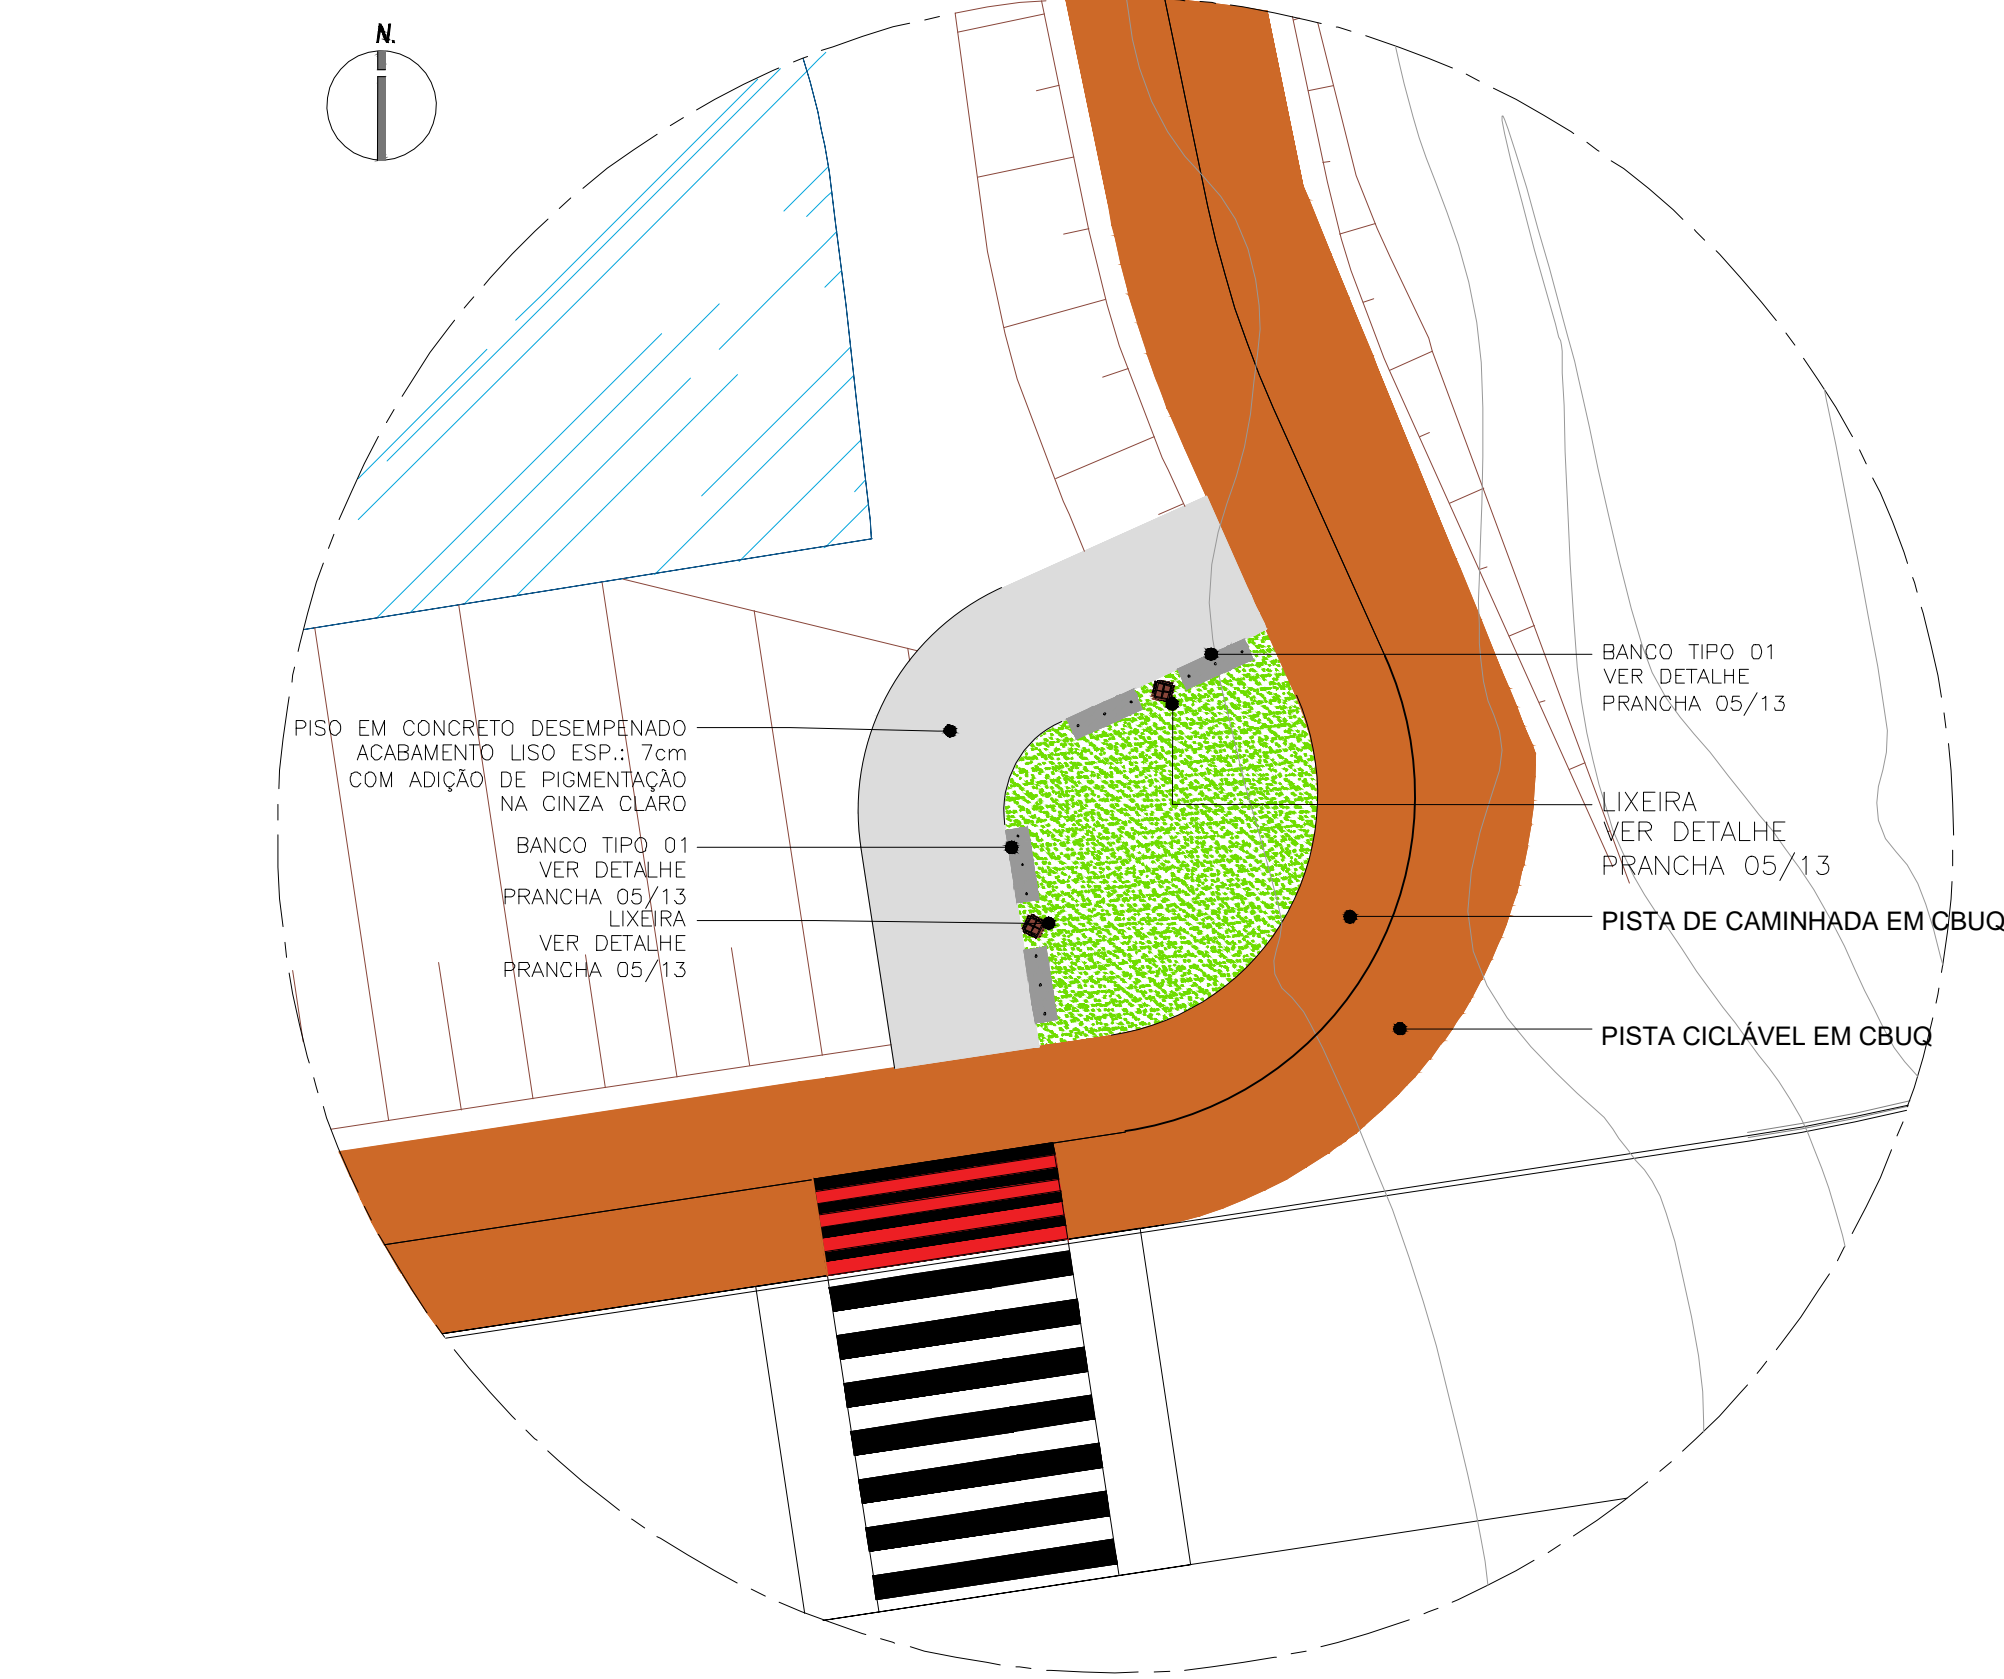 N.
PISO EM CONCRETO DESEMPENADO
ACABAMENTO LISO ESP.: 7cm
COM ADIÇÃO DE PIGMENTAÇÃO
NA CINZA CLARO
BANCO TIPO 01
VER DETALHE
PRANCHA 05/13
LIXEIRA
VER DETALHE
PRANCHA 05/13
BANCO TIPO 01
VER DETALHE
PRANCHA 05/13
LIXEIRA
VER DETALHE
PRANCHA 05/13
PISTA DE CAMINHADA EM CBUQ
PISTA CICLÁVEL EM CBUQ